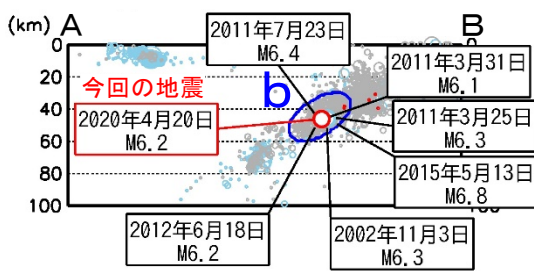 (km) A
B
2011年7月23日
M6.4
0
20
40
60
80
100
今回の地震
b
2020年4月20日
M6.2
2011年3月31日
M6.1
2011年3月25日
M6.3
2015年5月13日
M6.8
2012年6月18日
M6.2
2002年11月3日
M6.3